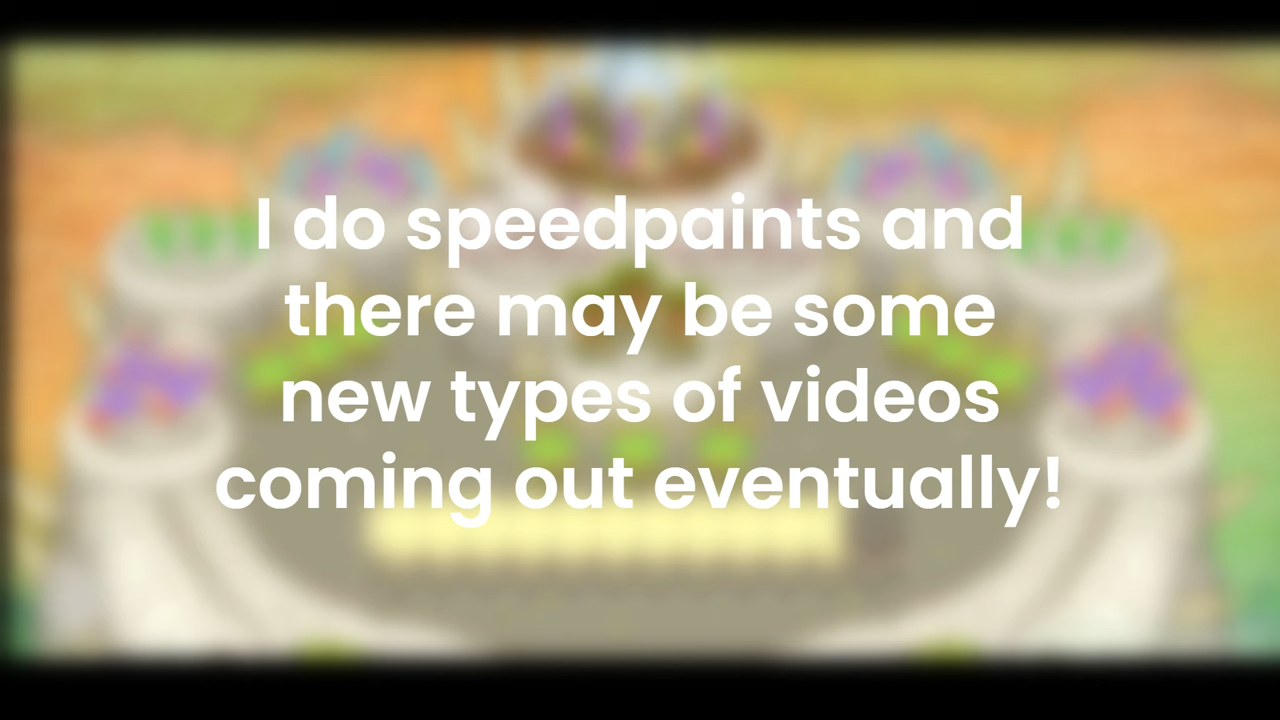 I do speedpaints and
there may be some
new types of videos
coming out eventually!